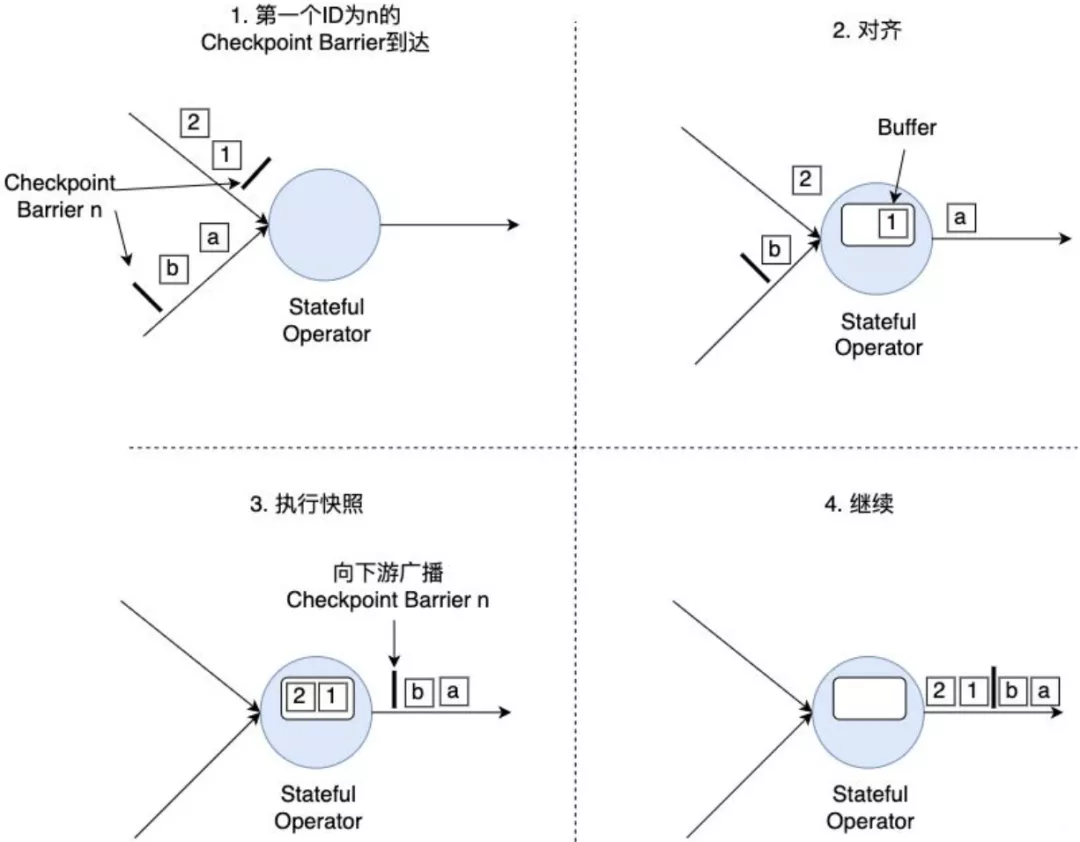 1. 第一个ID为n的
Checkpoint Barrier到达
2
1
Checkpoint
Barrier n
a
b
Stateful
Operator
2. 对齐
Buffer
2
1
a
b
Stateful
Operator
3. 执行快照
向下游广播
Checkpoint Barrier n
2 1 b a
Stateful
Operator
4. 继续
2 1 b a
Stateful
Operator